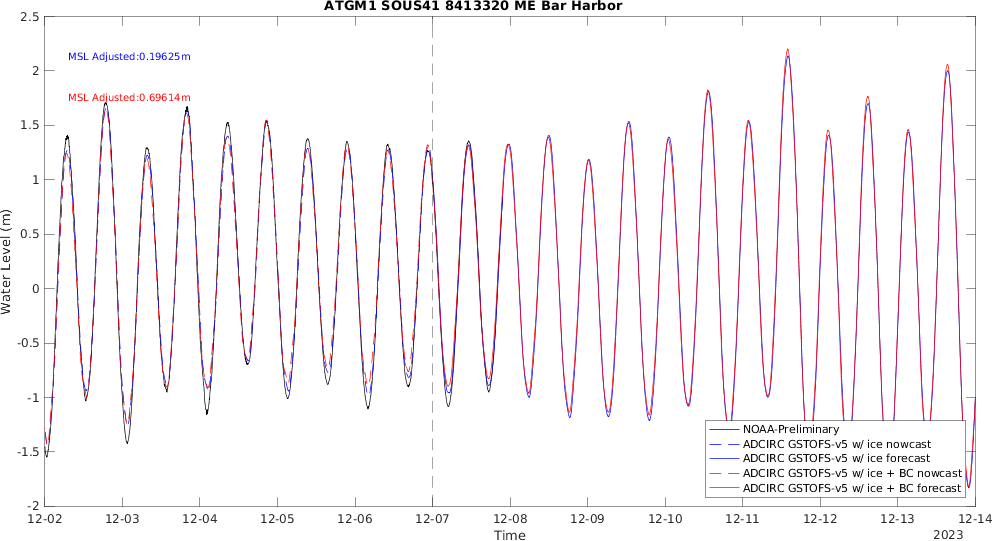 ATGM1 SOUS41 8413320 ME Bar Harbor
2.5
2
1.5
1
0.5
0
-0.5
-1
-1.5
-2
Water Level (m)
MSL Adjusted:0.19625m
MSL Adjusted:0.69614m
NOAA-Preliminary
ADCIRC GSTOFS-v5 w/ ice nowcast
ADCIRC GSTOFS-v5 w/ ice forecast
ADCIRC GSTOFS-v5 w/ ice + BC nowcast
ADCIRC GSTOFS-v5 w/ ice + BC forecast
12-02 12-03 12-04 12-05 12-06 12-07 12-08 12-09 12-10 12-11 12-12 12-13 12-14
Time
2023